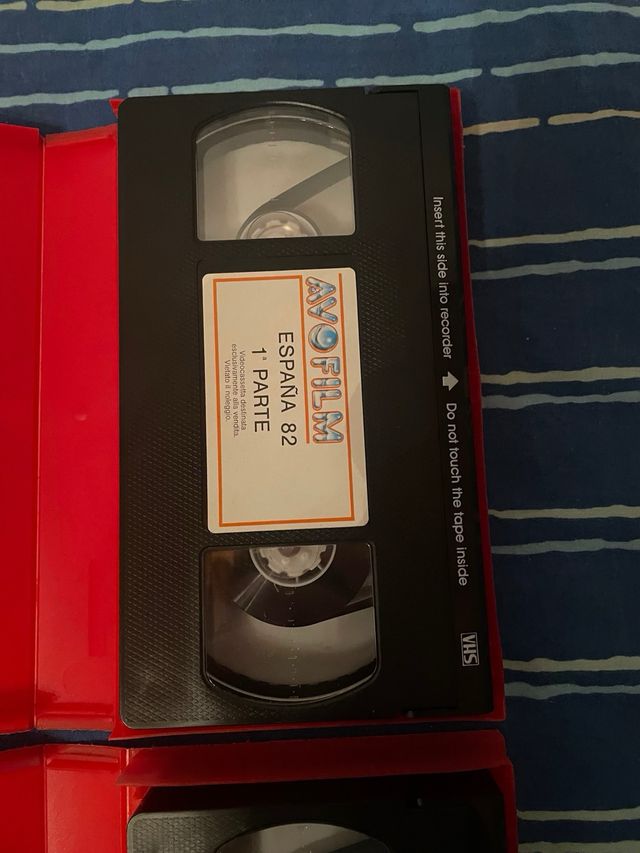 Insert this side into recorder Do not touch the tape inside
VHS
AVOFILM
ESPAÑA 82
1ª PARTE
Videocassetta destinata
esclusivamente alla vendita.
Vietato il noleggio.